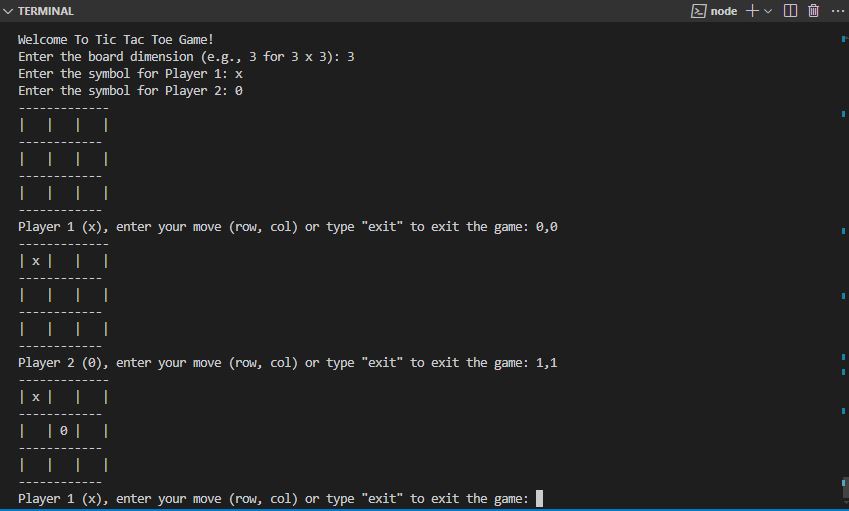 TERMINAL node
Welcome To Tic Tac Toe Game!
Enter the board dimension (e.g., 3 for 3 x 3): 3
Enter the symbol for Player 1: x
Enter the symbol for Player 2: 0
-------------
|   |   |   |
------------
|   |   |   |
------------
|   |   |   |
------------
Player 1 (x), enter your move (row, col) or type "exit" to exit the game: 0,0
-------------
| x |   |   |
------------
|   |   |   |
------------
|   |   |   |
------------
Player 2 (0), enter your move (row, col) or type "exit" to exit the game: 1,1
-------------
| x |   |   |
------------
|   | 0 |   |
------------
|   |   |   |
------------
Player 1 (x), enter your move (row, col) or type "exit" to exit the game: